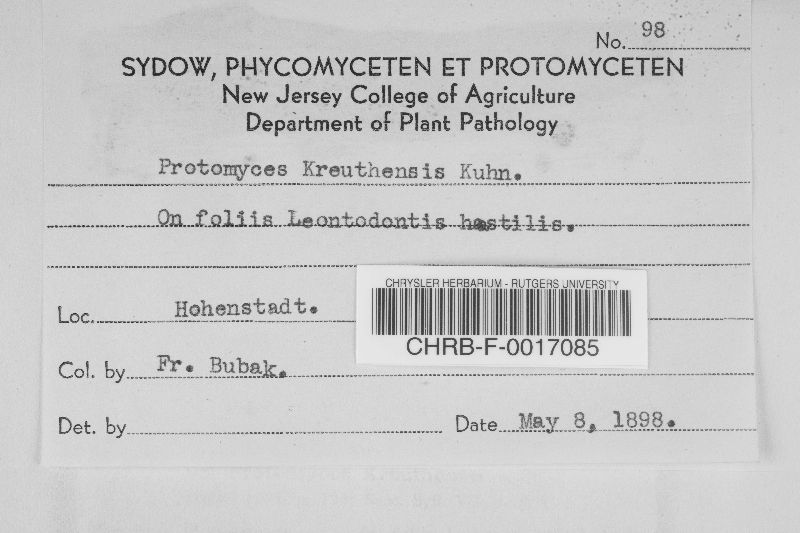 No. 98
SYDOW, PHYCOMYCETEN ET PROTOMYCETEN
New Jersey College of Agriculture
Department of Plant Pathology
Protomyces Kreuthensis Kuhn.
On foliis Leontodontis hastilis.
Loc. Hohenstadt.
CHRYSLER HERBARIUM - RUTGERS UNIVERSITY
CHRB-F-0017085
Col. by Fr. Bubak.
Det. by
Date May 8, 1898.